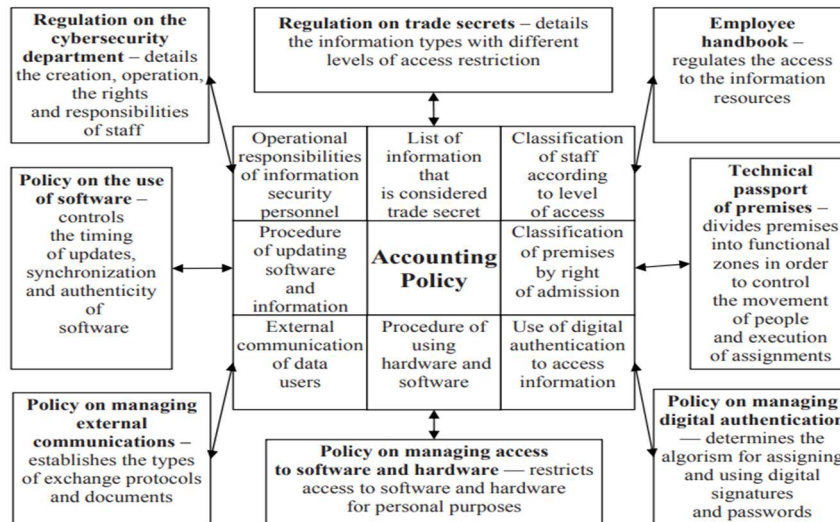 Regulation on the
cybersecurity
department – details
the creation, operation,
the rights
and responsibilities
of staff
Regulation on trade secrets – details
the information types with different
levels of access restriction
Employee
handbook –
regulates the access
to the information
resources
Policy on the use
of software –
controls
the timing
of updates,
synchronization
and authenticity
of
software
Operational
responsibilities
of information
security
personnel
List of
information
that
is considered
trade secret
Classification
of staff
according
to level
of access
Procedure
of updating
software
and
information
Accounting
Policy
Classification
of premises
by right
of admission
External
communication
of data
users
Procedure of
using
hardware and
software
Use of digital
authentication
to access
information
Technical
passport
of premises –
divides premises
into functional
zones in order
to control
the movement
of people
and execution
of assignments
Policy on managing
external
communications –
establishes the types
of exchange protocols
and documents
Policy on managing access
to software and hardware — restricts
access to software and hardware
for personal purposes
Policy on managing
digital authentication
— determines the
algorism for assigning
and using digital
signatures
and passwords